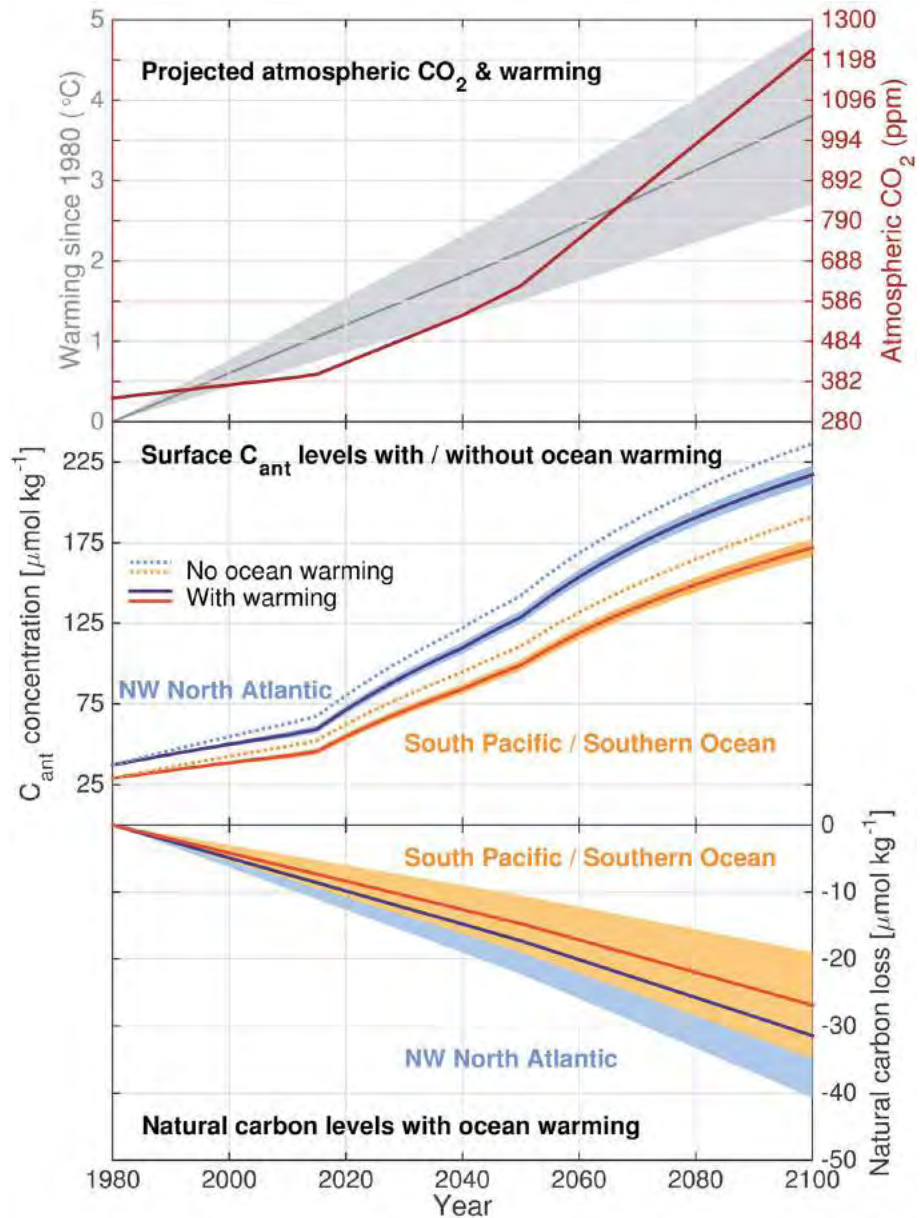 Projected atmospheric CO2 & warming
Warming since 1980 (°C)
5
4
3
2
1
0
Atmospheric CO2 (ppm)
1300
1198
1096
994
892
790
688
586
484
382
280
Surface Cant levels with / without ocean warming
Cant concentration [μmol kg-1]
225
175
125
75
25
No ocean warming
With warming
NW North Atlantic
South Pacific / Southern Ocean
South Pacific / Southern Ocean
NW North Atlantic
Natural carbon levels with ocean warming
Natural carbon loss [μmol kg-1]
0
-10
-20
-30
-40
-50
1980 2000 2020 2040 2060 2080 2100
Year